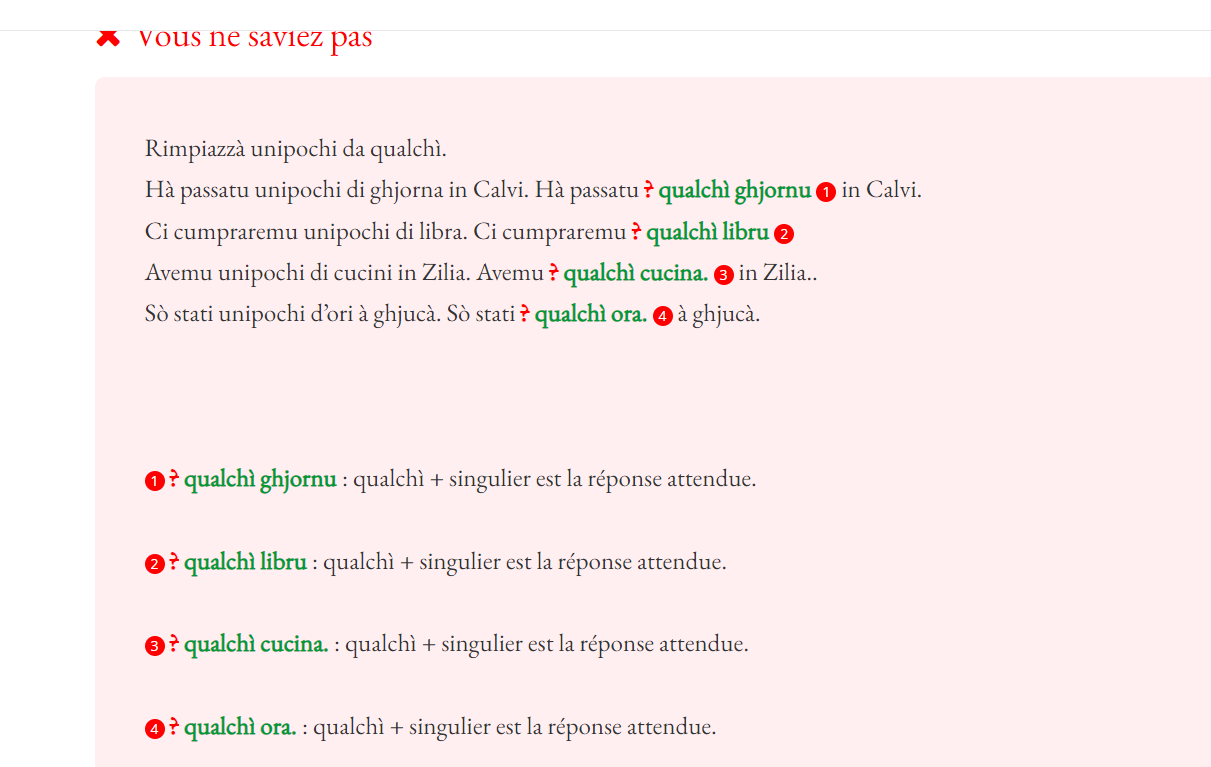 ✘ Vous ne saviez pas
Rimpiazzà unipochi da qualchì.
Hà passatu unipochi di ghjorna in Calvi. Hà passatu ? qualchì ghjornu 1 in Calvi.
Ci cumpraremu unipochi di libra. Ci cumpraremu ? qualchì libru 2
Avemu unipochi di cucini in Zilia. Avemu ? qualchì cucina. 3 in Zilia..
Sò stati unipochi d’ori à ghjucà. Sò stati ? qualchì ora. 4 à ghjucà.
1 ? qualchì ghjornu : qualchì + singulier est la réponse attendue.
2 ? qualchì libru : qualchì + singulier est la réponse attendue.
3 ? qualchì cucina. : qualchì + singulier est la réponse attendue.
4 ? qualchì ora. : qualchì + singulier est la réponse attendue.